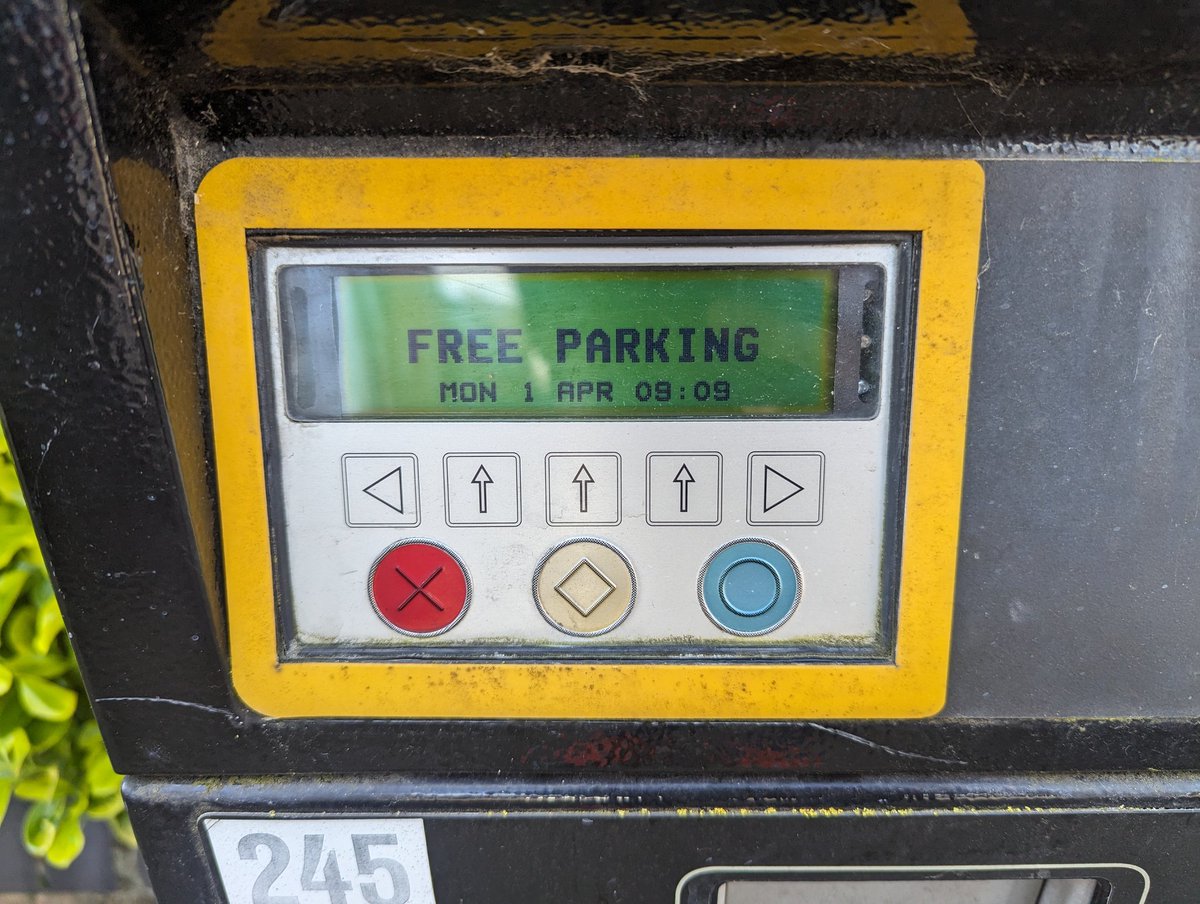 FREE PARKING
MON 1 APR 09:09
245